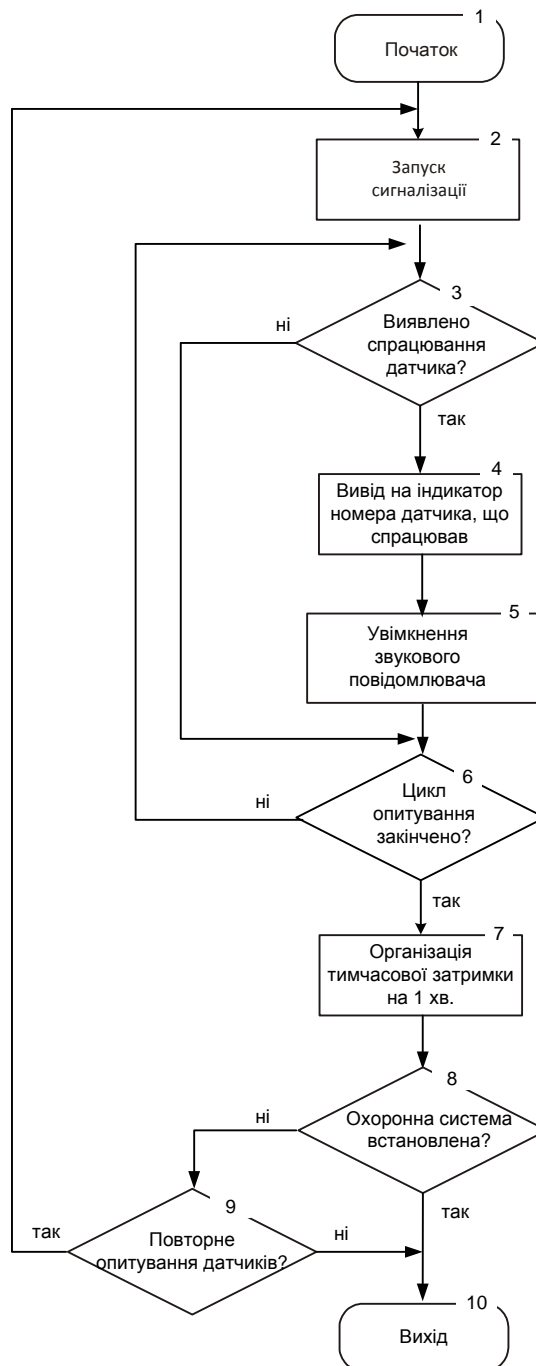 1
Початок
2
Запуск
сигналізації
3
ні
Виявлено
спрацювання
датчика?
так
4
Вивід на індикатор
номера датчика, що
спрацював
5
Увімкнення
звукового
повідомлювача
6
ні
Цикл
опитування
закінчено?
так
7
Організація
тимчасової затримки
на 1 хв.
8
ні
Охоронна система
встановлена?
так
9
так
Повторне
опитування датчиків?
ні
10
Вихід